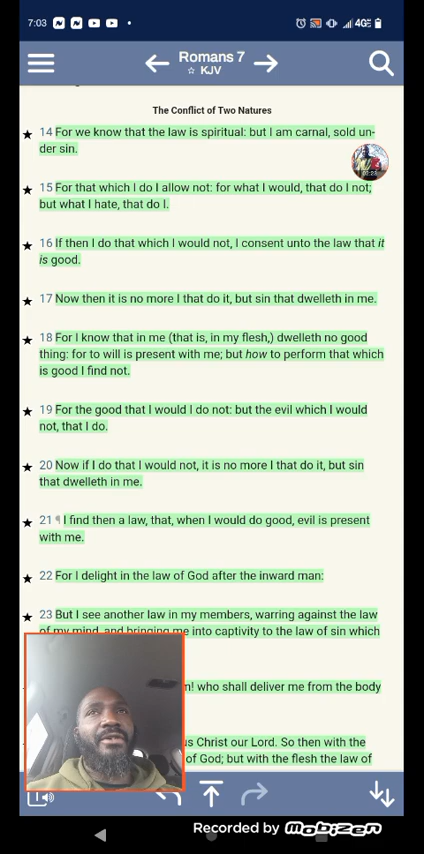 7:03
4GE
Romans 7
☆ KJV
The Conflict of Two Natures
14 For we know that the law is spiritual: but I am carnal, sold un-
der sin.
15 For that which I do I allow not: for what I would, that do I not;
but what I hate, that do I.
16 If then I do that which I would not, I consent unto the law that it
is good.
17 Now then it is no more I that do it, but sin that dwelleth in me.
18 For I know that in me (that is, in my flesh,) dwelleth no good
thing: for to will is present with me; but how to perform that which
is good I find not.
19 For the good that I would I do not: but the evil which I would
not, that I do.
20 Now if I do that I would not, it is no more I that do it, but sin
that dwelleth in me.
21 ¶ I find then a law, that, when I would do good, evil is present
with me.
22 For I delight in the law of God after the inward man:
23 But I see another law in my members, warring against the law
of my mind, and bringing me into captivity to the law of sin which
! who shall deliver me from the body
us Christ our Lord. So then with the
of God; but with the flesh the law of
Recorded by Mobizen